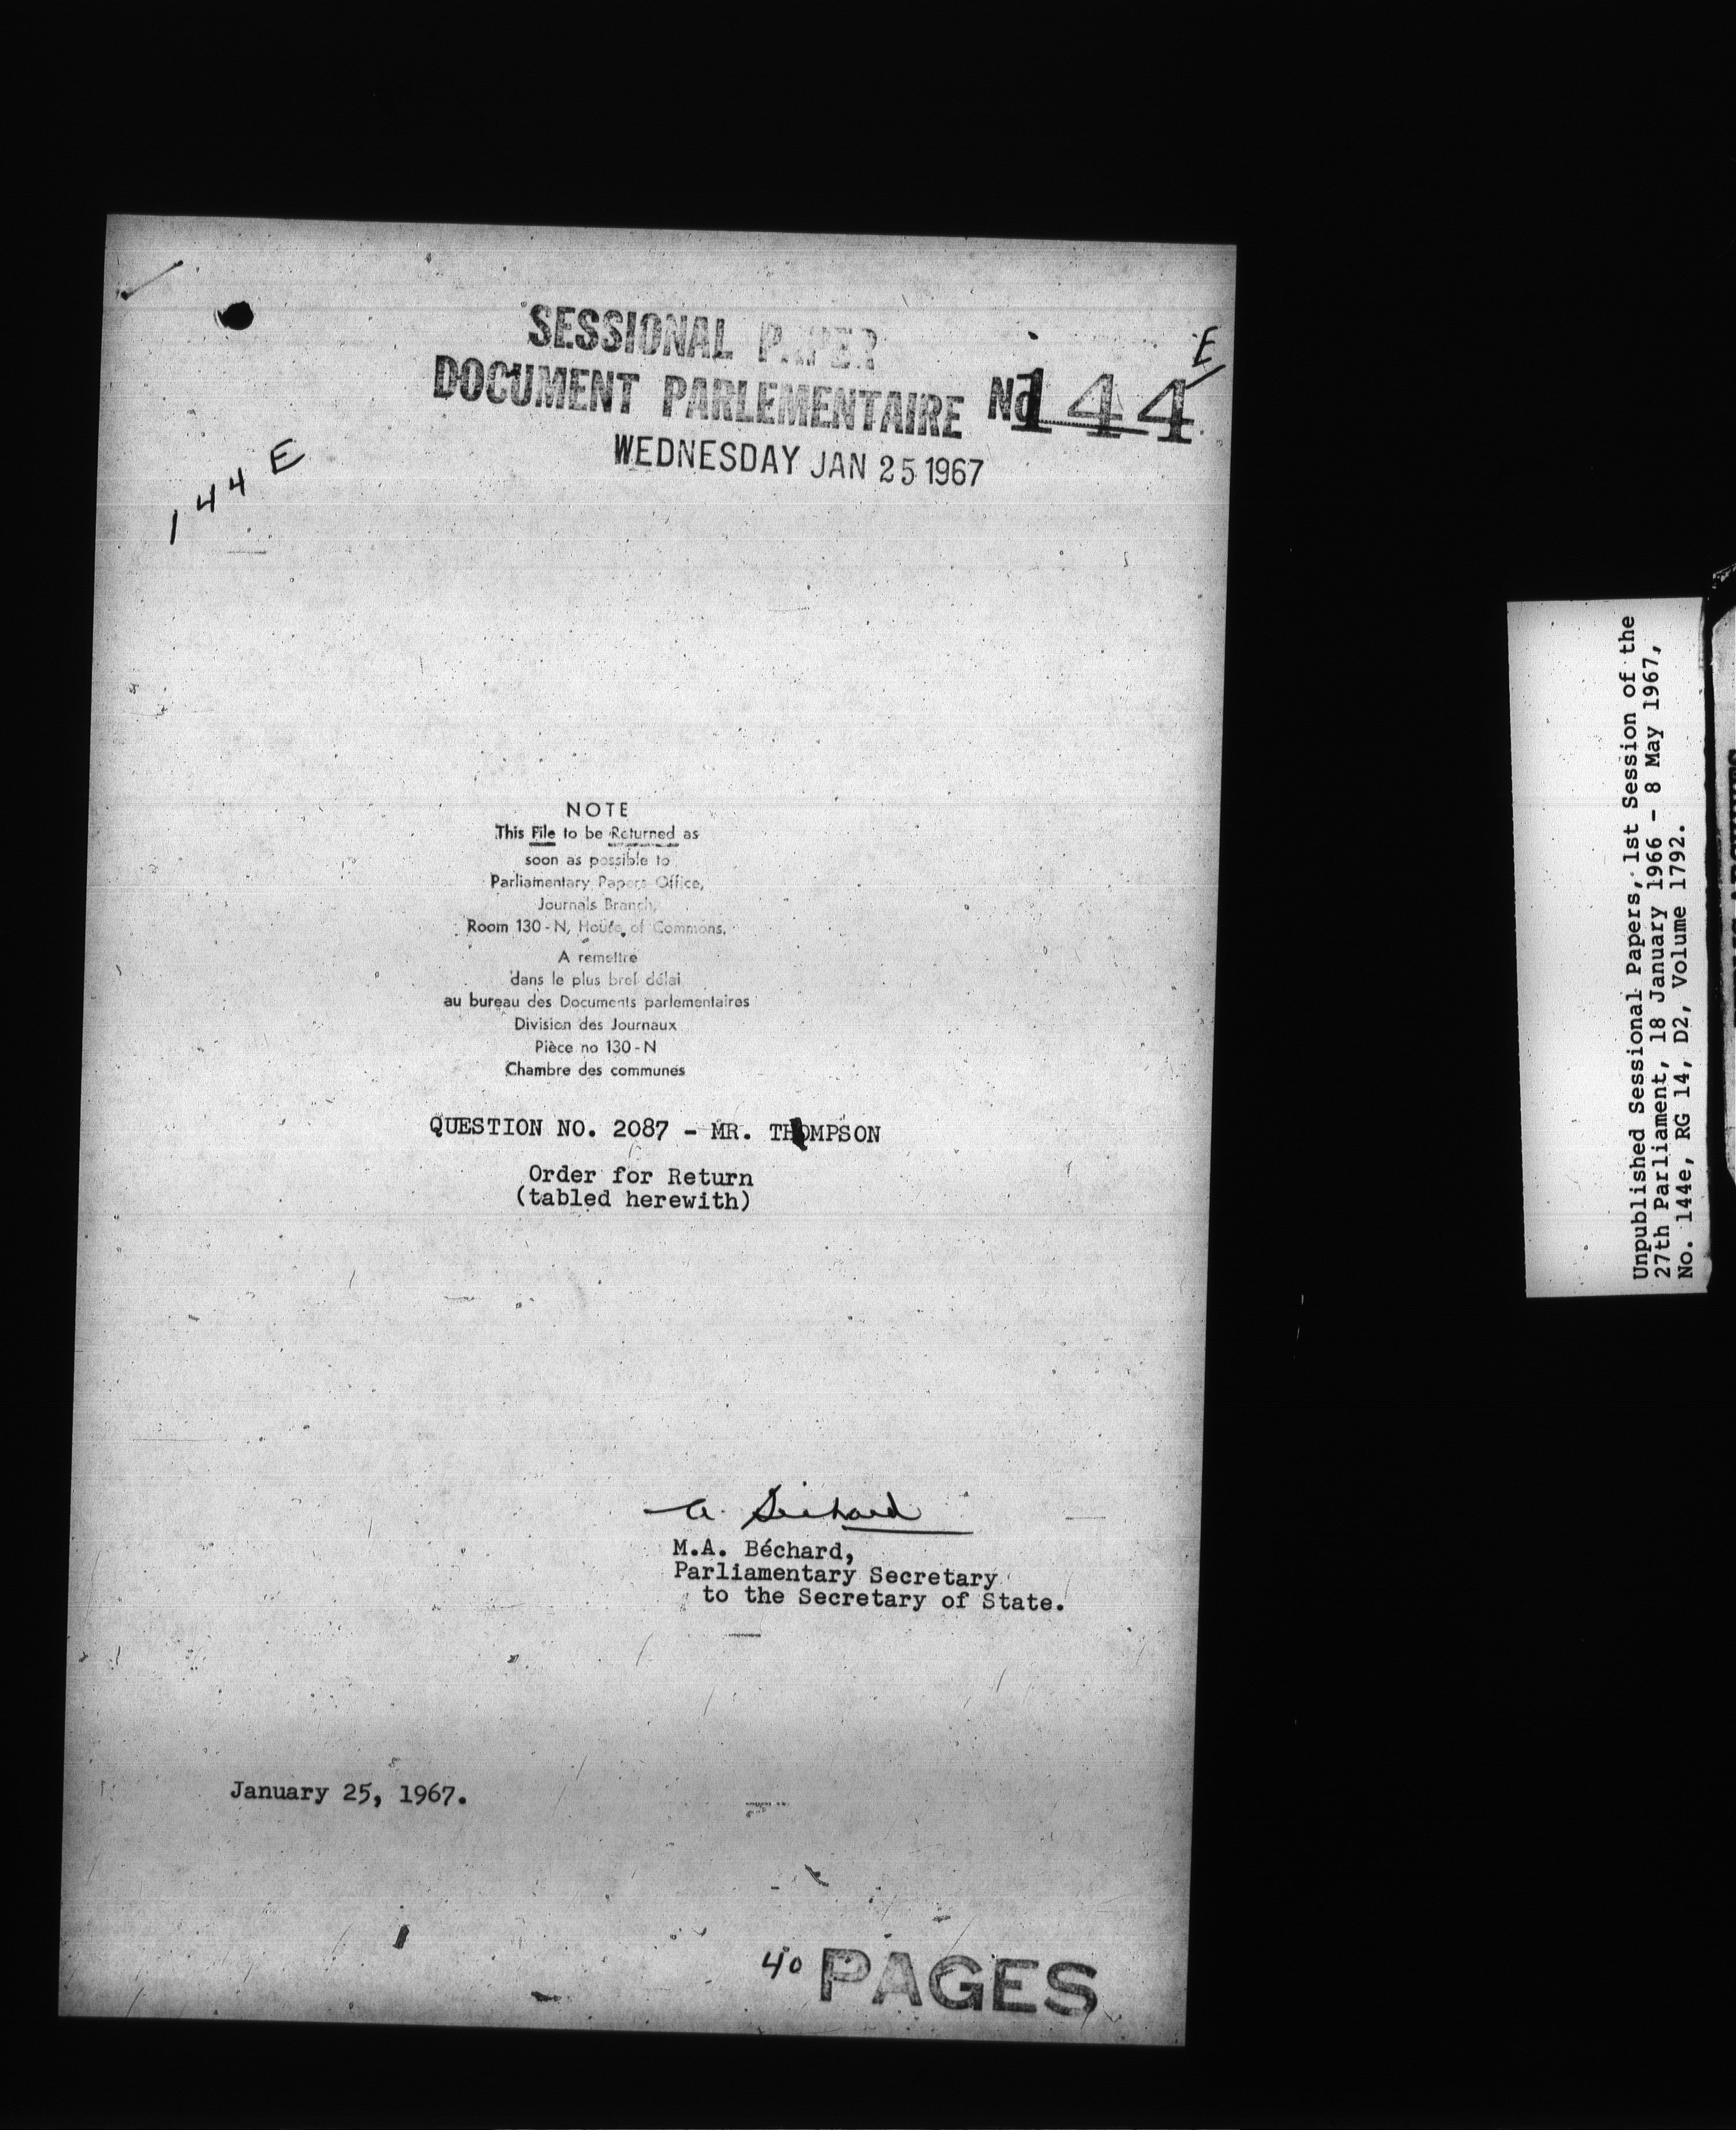 SESSIONAL PAPER
DOCUMENT PARLEMENTAIRE No 144 E
WEDNESDAY JAN 25 1967
144 E
NOTE
This File to be Returned as
soon as possible to
Parliamentary Papers Office,
Journals Branch,
Room 130-N, House of Commons.
A remettre
dans le plus bref délai
au bureau des Documents parlementaires
Division des Journaux
Pièce no 130-N
Chambre des communes
QUESTION NO. 2087 - MR. THOMPSON
Order for Return
(tabled herewith)
A. Béchard
M.A. Béchard,
Parliamentary Secretary
to the Secretary of State.
January 25, 1967.
40 PAGES
Unpublished Sessional Papers, 1st Session of the
27th Parliament, 18 January 1966 - 8 May 1967,
No. 144e, RG 14, D2, Volume 1792.